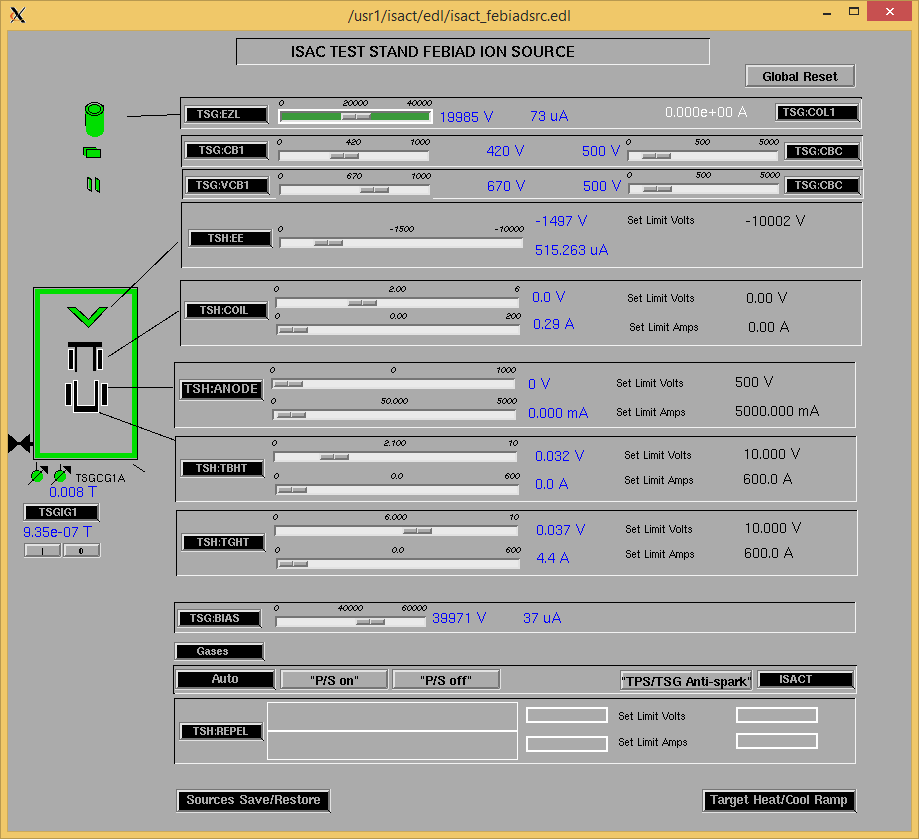 /usr1/isact/edl/isact_febiadsrc.edl
ISAC TEST STAND FEBIAD ION SOURCE
Global Reset
TSG:EZL 0 20000 40000 19985 V 73 uA 0.000e+00 A TSG:COL1
TSG:CB1 0 420 1000 420 V 500 V 0 500 5000 TSG:CBC
TSG:VCB1 0 670 1000 670 V 500 V 0 500 5000 TSG:CBC
TSH:EE 0 -1500 -10000 -1497 V Set Limit Volts -10002 V
515.263 uA
TSH:COIL 0 2.00 6 0.0 V Set Limit Volts 0.00 V
0 0.00 200 0.29 A Set Limit Amps 0.00 A
TSH:ANODE 0 0 1000 0 V Set Limit Volts 500 V
0 50.000 5000 0.000 mA Set Limit Amps 5000.000 mA
TSH:TBHT 0 2.100 10 0.032 V Set Limit Volts 10.000 V
0 0.0 600 0.0 A Set Limit Amps 600.0 A
TSGCG1A
0.008 T
TSGIG1
9.35e-07 T
I 0
TSH:TGHT 0 6.000 10 0.037 V Set Limit Volts 10.000 V
0 0.0 600 4.4 A Set Limit Amps 600.0 A
TSG:BIAS 0 40000 60000 39971 V 37 uA
Gases
Auto "P/S on" "P/S off" "TPS/TSG Anti-spark" ISACT
TSH:REPEL Set Limit Volts
Set Limit Amps
Sources Save/Restore Target Heat/Cool Ramp